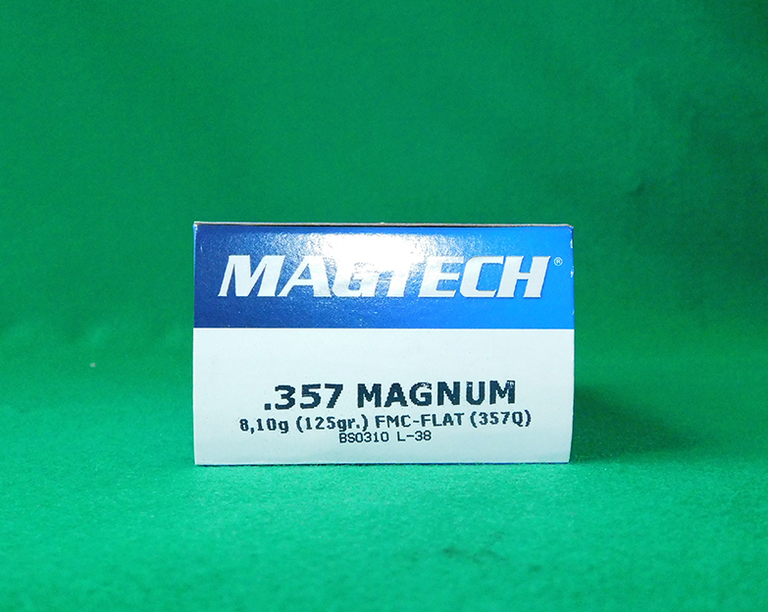 MAGTECH®
.357 MAGNUM
8,10g (125gr.) FMC-FLAT (357Q)
BS0310 L-38